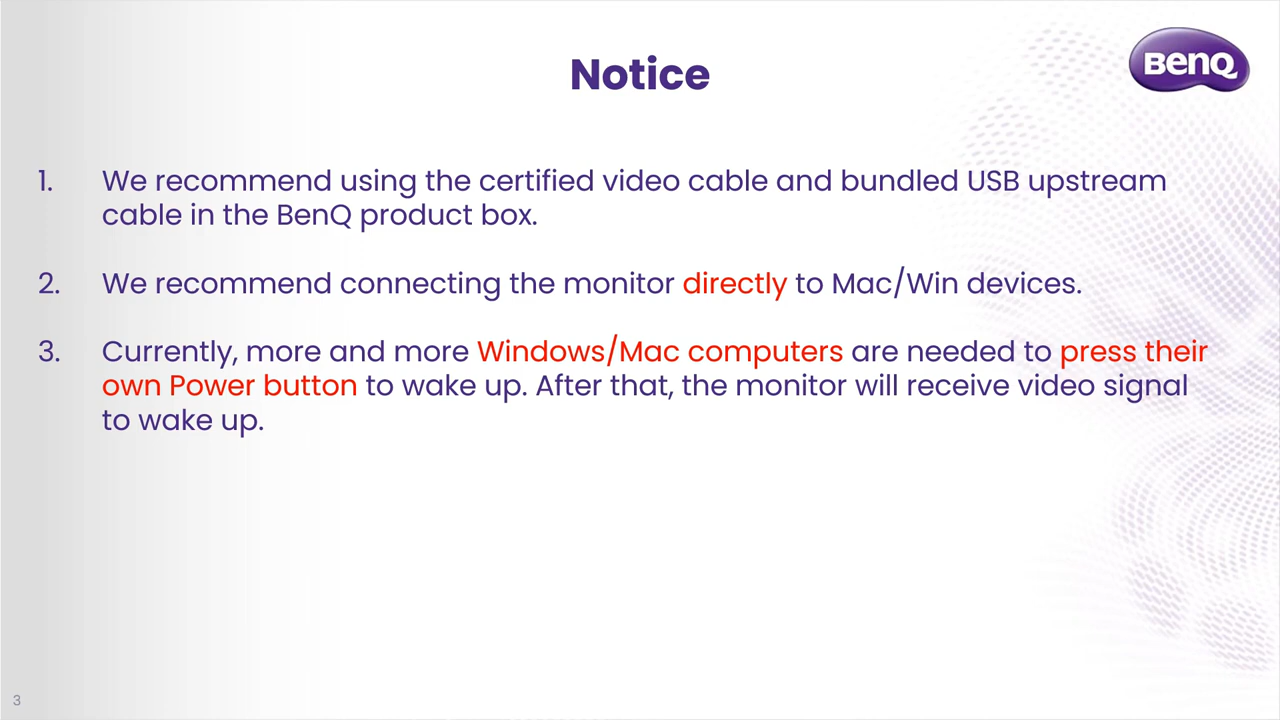 Notice
BenQ
1. We recommend using the certified video cable and bundled USB upstream
cable in the BenQ product box.
2. We recommend connecting the monitor directly to Mac/Win devices.
3. Currently, more and more Windows/Mac computers are needed to press their
own Power button to wake up. After that, the monitor will receive video signal
to wake up.
3